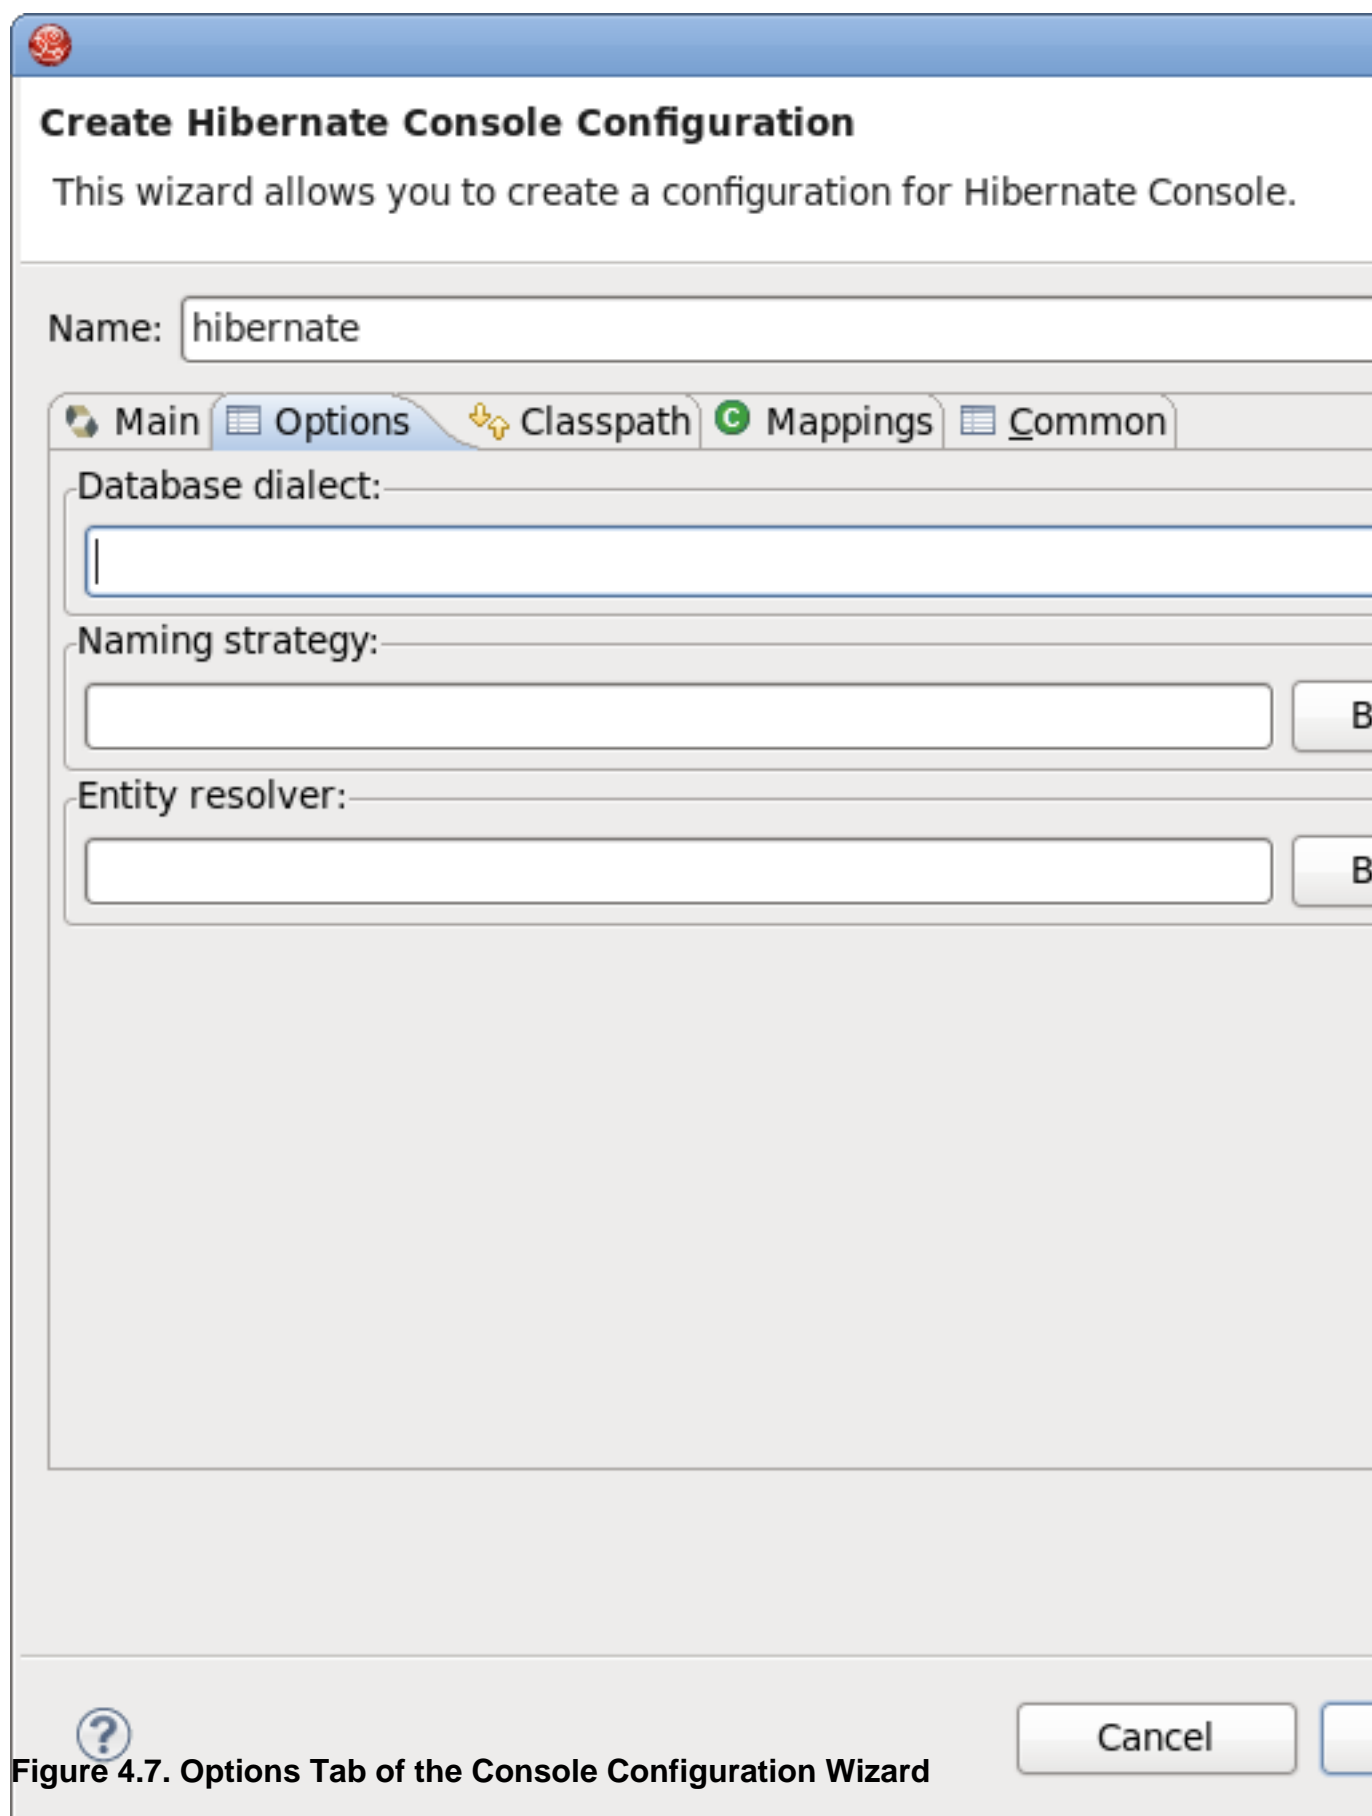 Create Hibernate Console Configuration
This wizard allows you to create a configuration for Hibernate Console.
Name: hibernate
Main Options Classpath C Mappings Common
Database dialect:
Naming strategy:
B
Entity resolver:
B
?
Cancel
Figure 4.7. Options Tab of the Console Configuration Wizard